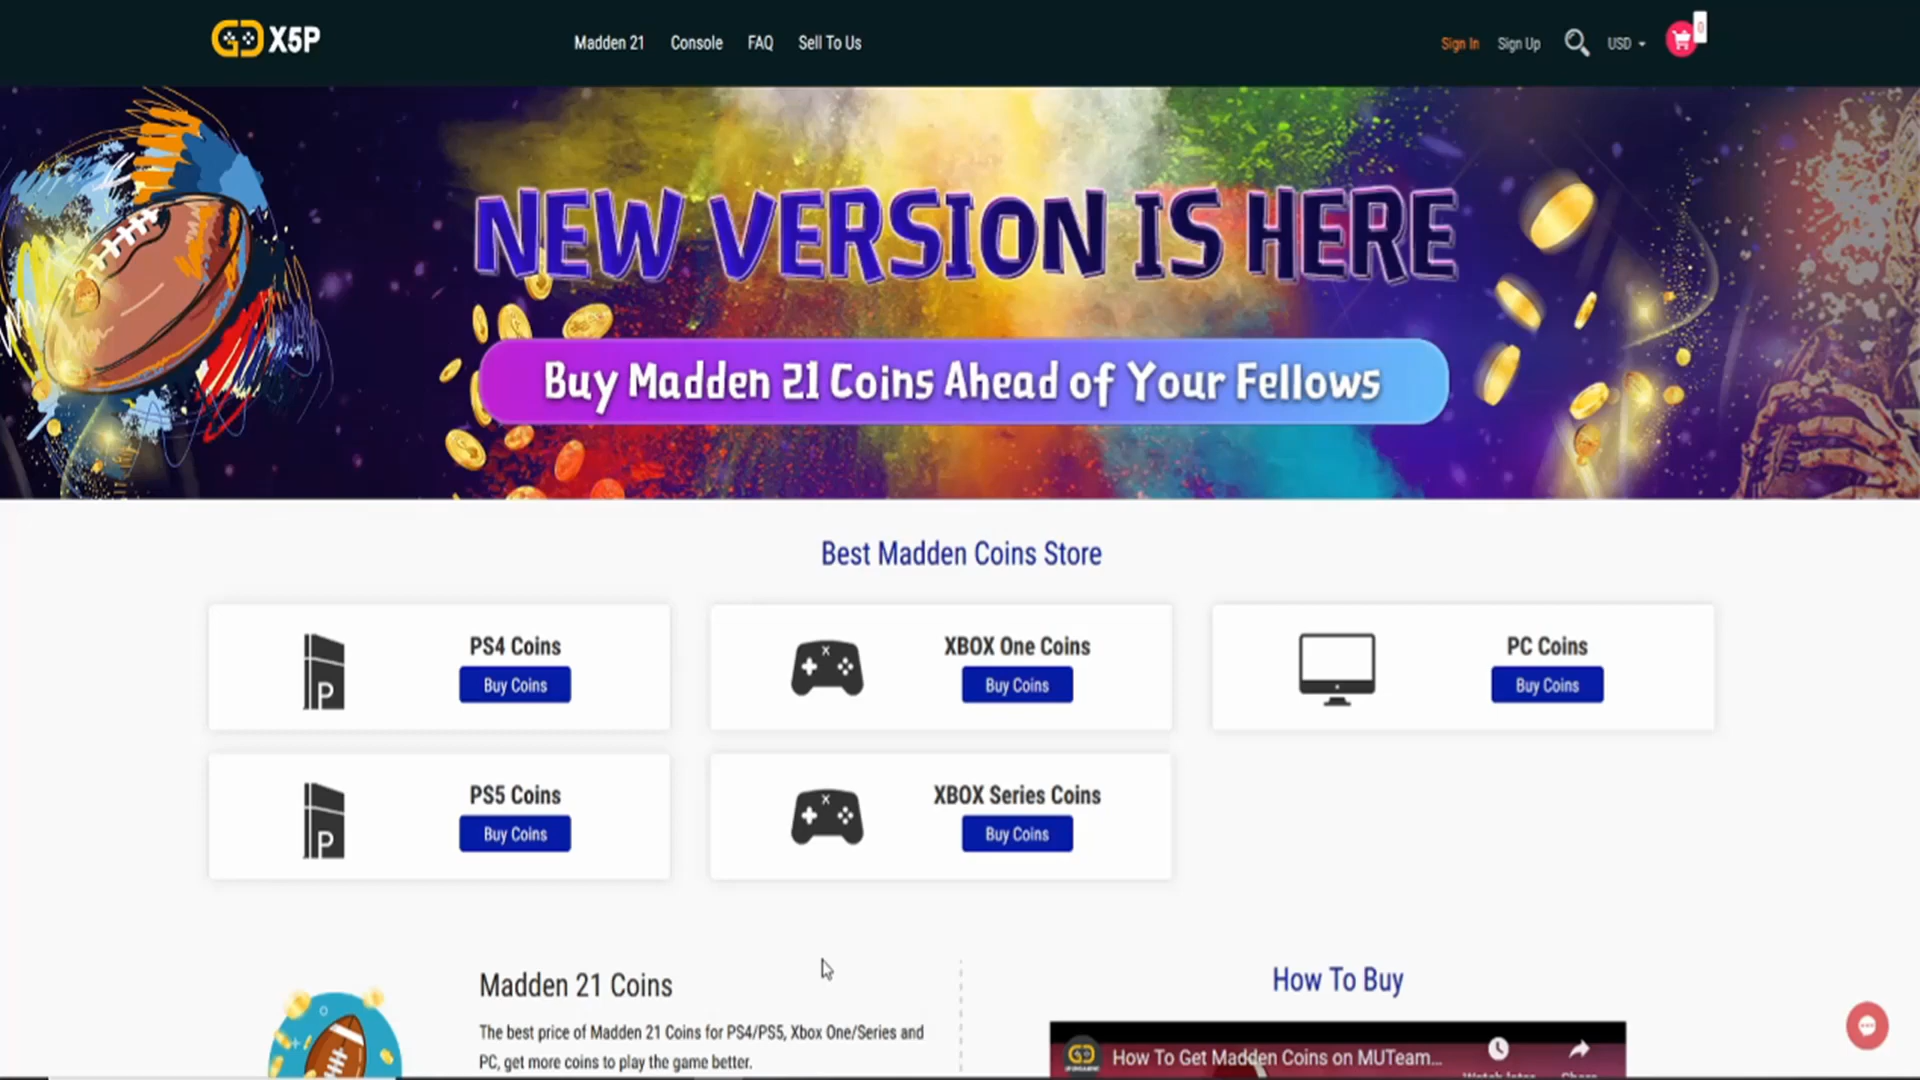 X5P
Madden 21 Console FAQ Sell To Us
Sign In Sign Up USD 0
NEW VERSION IS HERE
Buy Madden 21 Coins Ahead of Your Fellows
Best Madden Coins Store
PS4 Coins
Buy Coins
XBOX One Coins
Buy Coins
PC Coins
Buy Coins
P
X
PS5 Coins
Buy Coins
XBOX Series Coins
Buy Coins
P
X
Madden 21 Coins
The best price of Madden 21 Coins for PS4/PS5, Xbox One/Series and
PC, get more coins to play the game better.
How To Buy
How To Get Madden Coins on MUTeam...
Watch later Share